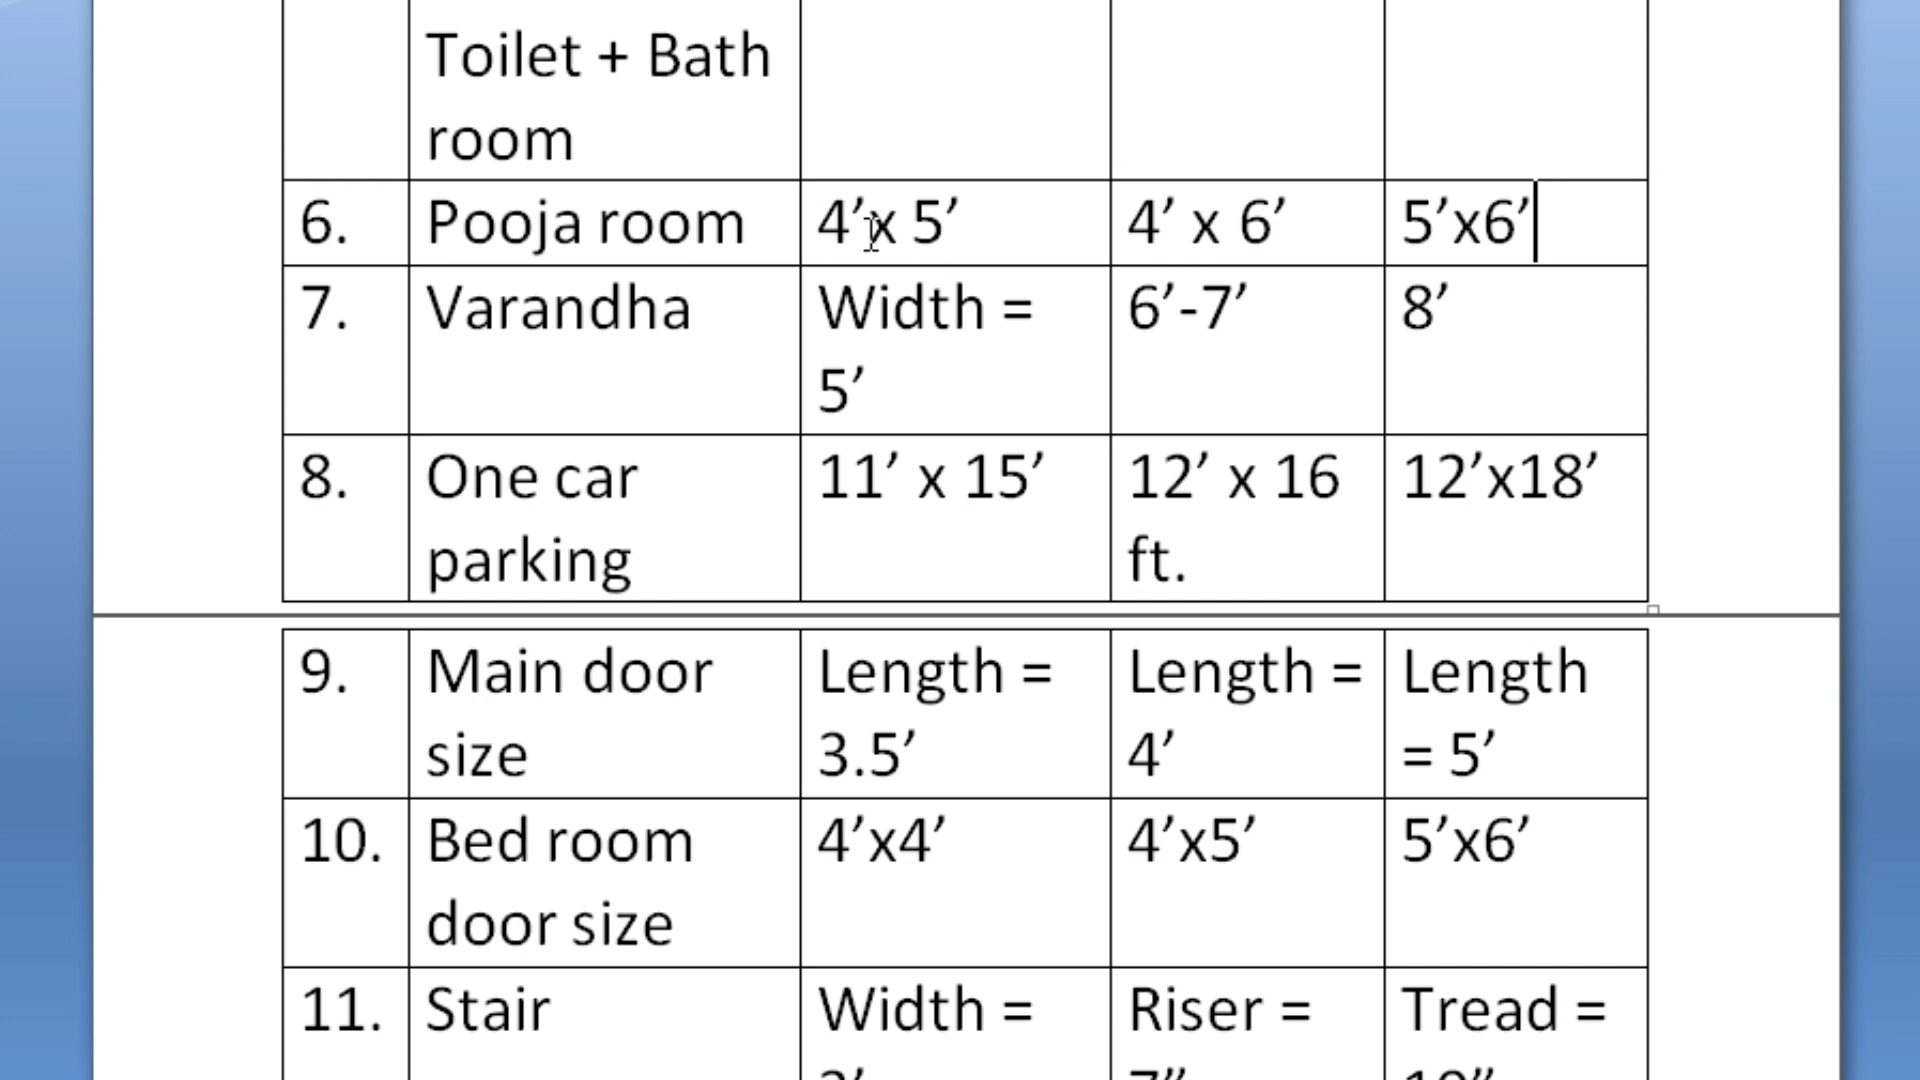 Toilet + Bath
room
6. Pooja room 4’x 5’ 4’ x 6’ 5’x6’
7. Varandha Width = 6’-7’ 8’
5’
8. One car 11’ x 15’ 12’ x 16 12’x18’
parking ft.
9. Main door Length = Length = Length
size 3.5’ 4’ = 5’
10. Bed room 4’x4’ 4’x5’ 5’x6’
door size
11. Stair Width = Riser = Tread =